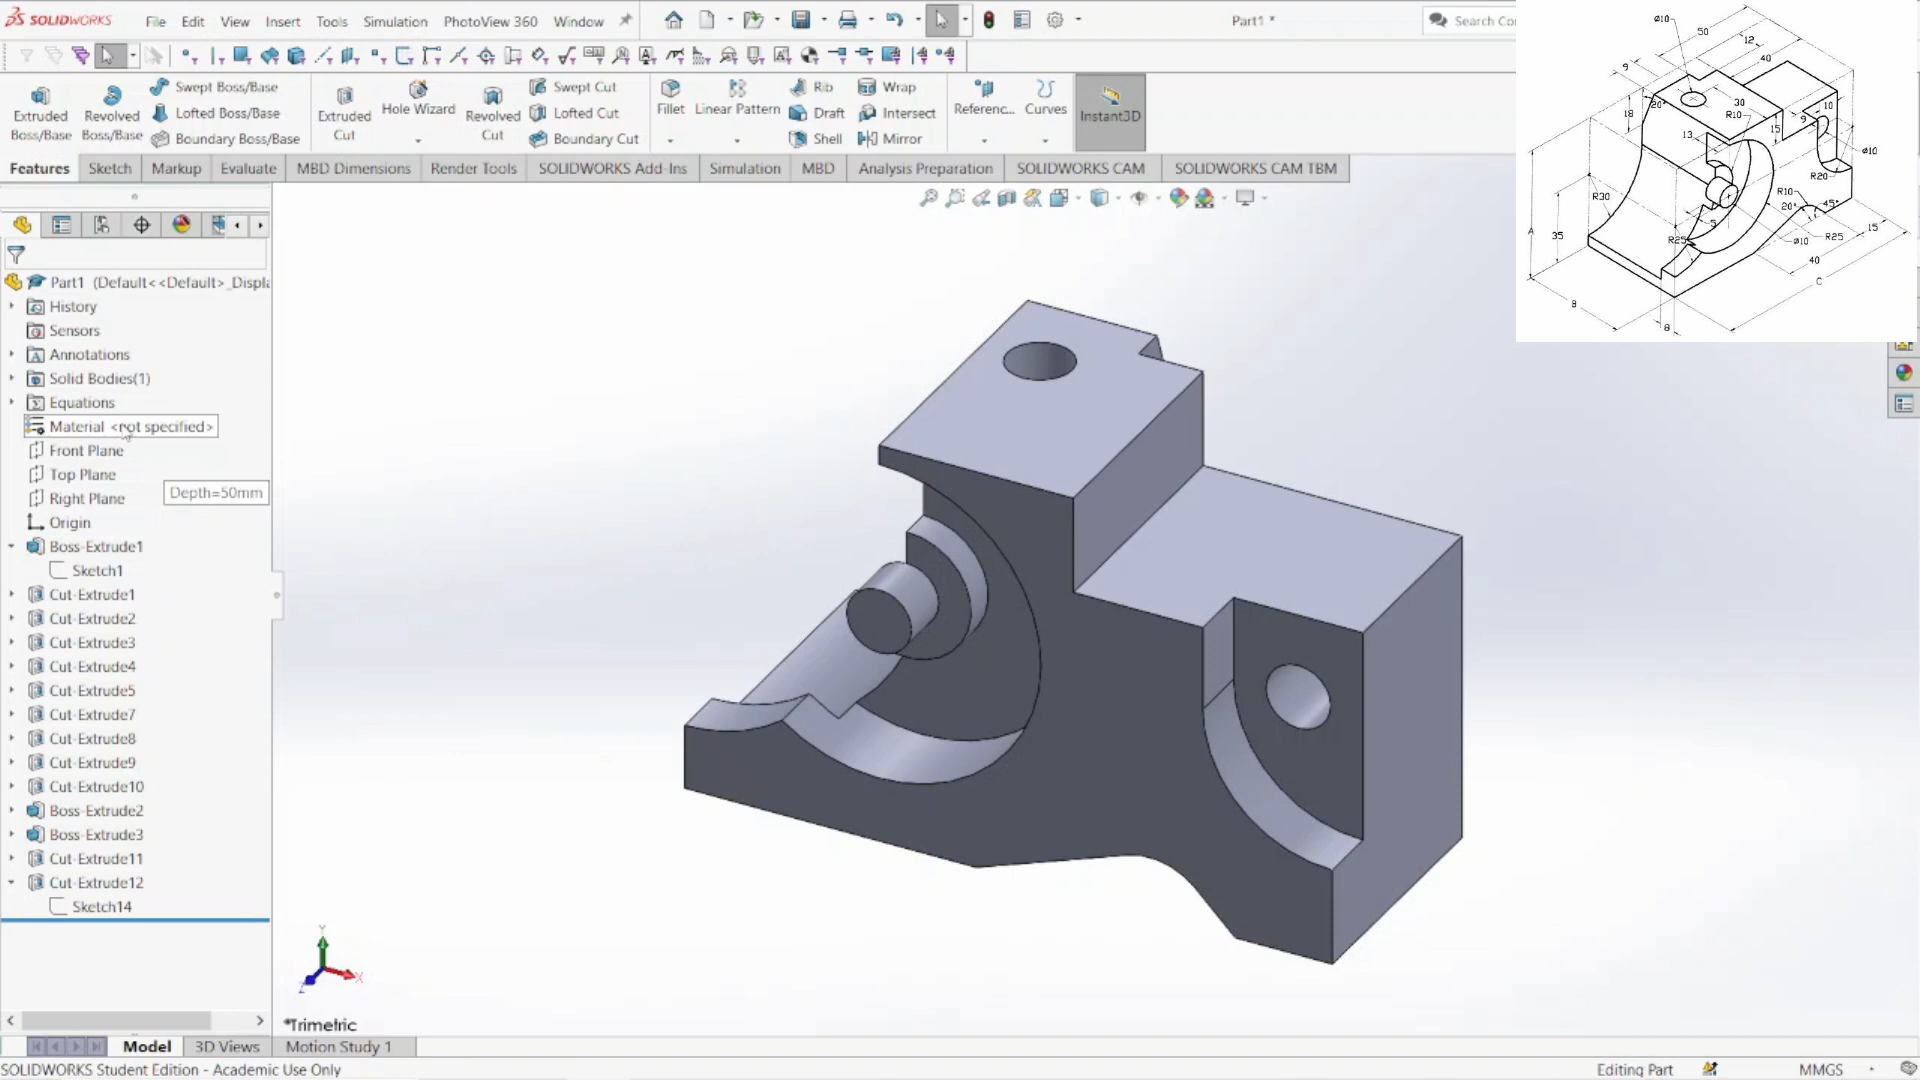 SOLIDWORKS File Edit View Insert Tools Simulation PhotoView 360 Window Part1 * Search Co
Extruded Boss/Base
Revolved Boss/Base
Swept Boss/Base
Lofted Boss/Base
Boundary Boss/Base
Extruded Cut
Hole Wizard
Revolved Cut
Swept Cut
Lofted Cut
Boundary Cut
Fillet
Linear Pattern
Rib
Draft
Shell
Wrap
Intersect
Mirror
Referenc...
Curves
Instant3D
Features Sketch Markup Evaluate MBD Dimensions Render Tools SOLIDWORKS Add-Ins Simulation MBD Analysis Preparation SOLIDWORKS CAM SOLIDWORKS CAM TBM
Part1 (Default<<Default>_Displa
History
Sensors
Annotations
Solid Bodies(1)
Equations
Material <not specified>
Front Plane
Top Plane
Right Plane
Depth=50mm
Origin
Boss-Extrude1
Sketch1
Cut-Extrude1
Cut-Extrude2
Cut-Extrude3
Cut-Extrude4
Cut-Extrude5
Cut-Extrude7
Cut-Extrude8
Cut-Extrude9
Cut-Extrude10
Boss-Extrude2
Boss-Extrude3
Cut-Extrude11
Cut-Extrude12
Sketch14
ø10
50
12
40
9
20
30
10
18
R10
9
13
15
ø10
R20
R30
R10
20°
45°
5
A
35
R25
ø10
R25
15
40
C
B
8
Y
X
Z
*Trimetric
Model 3D Views Motion Study 1
SOLIDWORKS Student Edition - Academic Use Only
Editing Part
MMGS